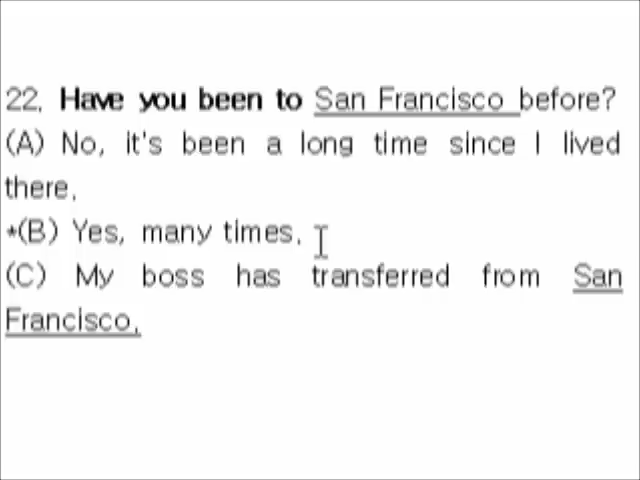 22. Have you been to San Francisco before?
(A) No, it's been a long time since I lived
there.
*(B) Yes, many times.
(C) My boss has transferred from San
Francisco.